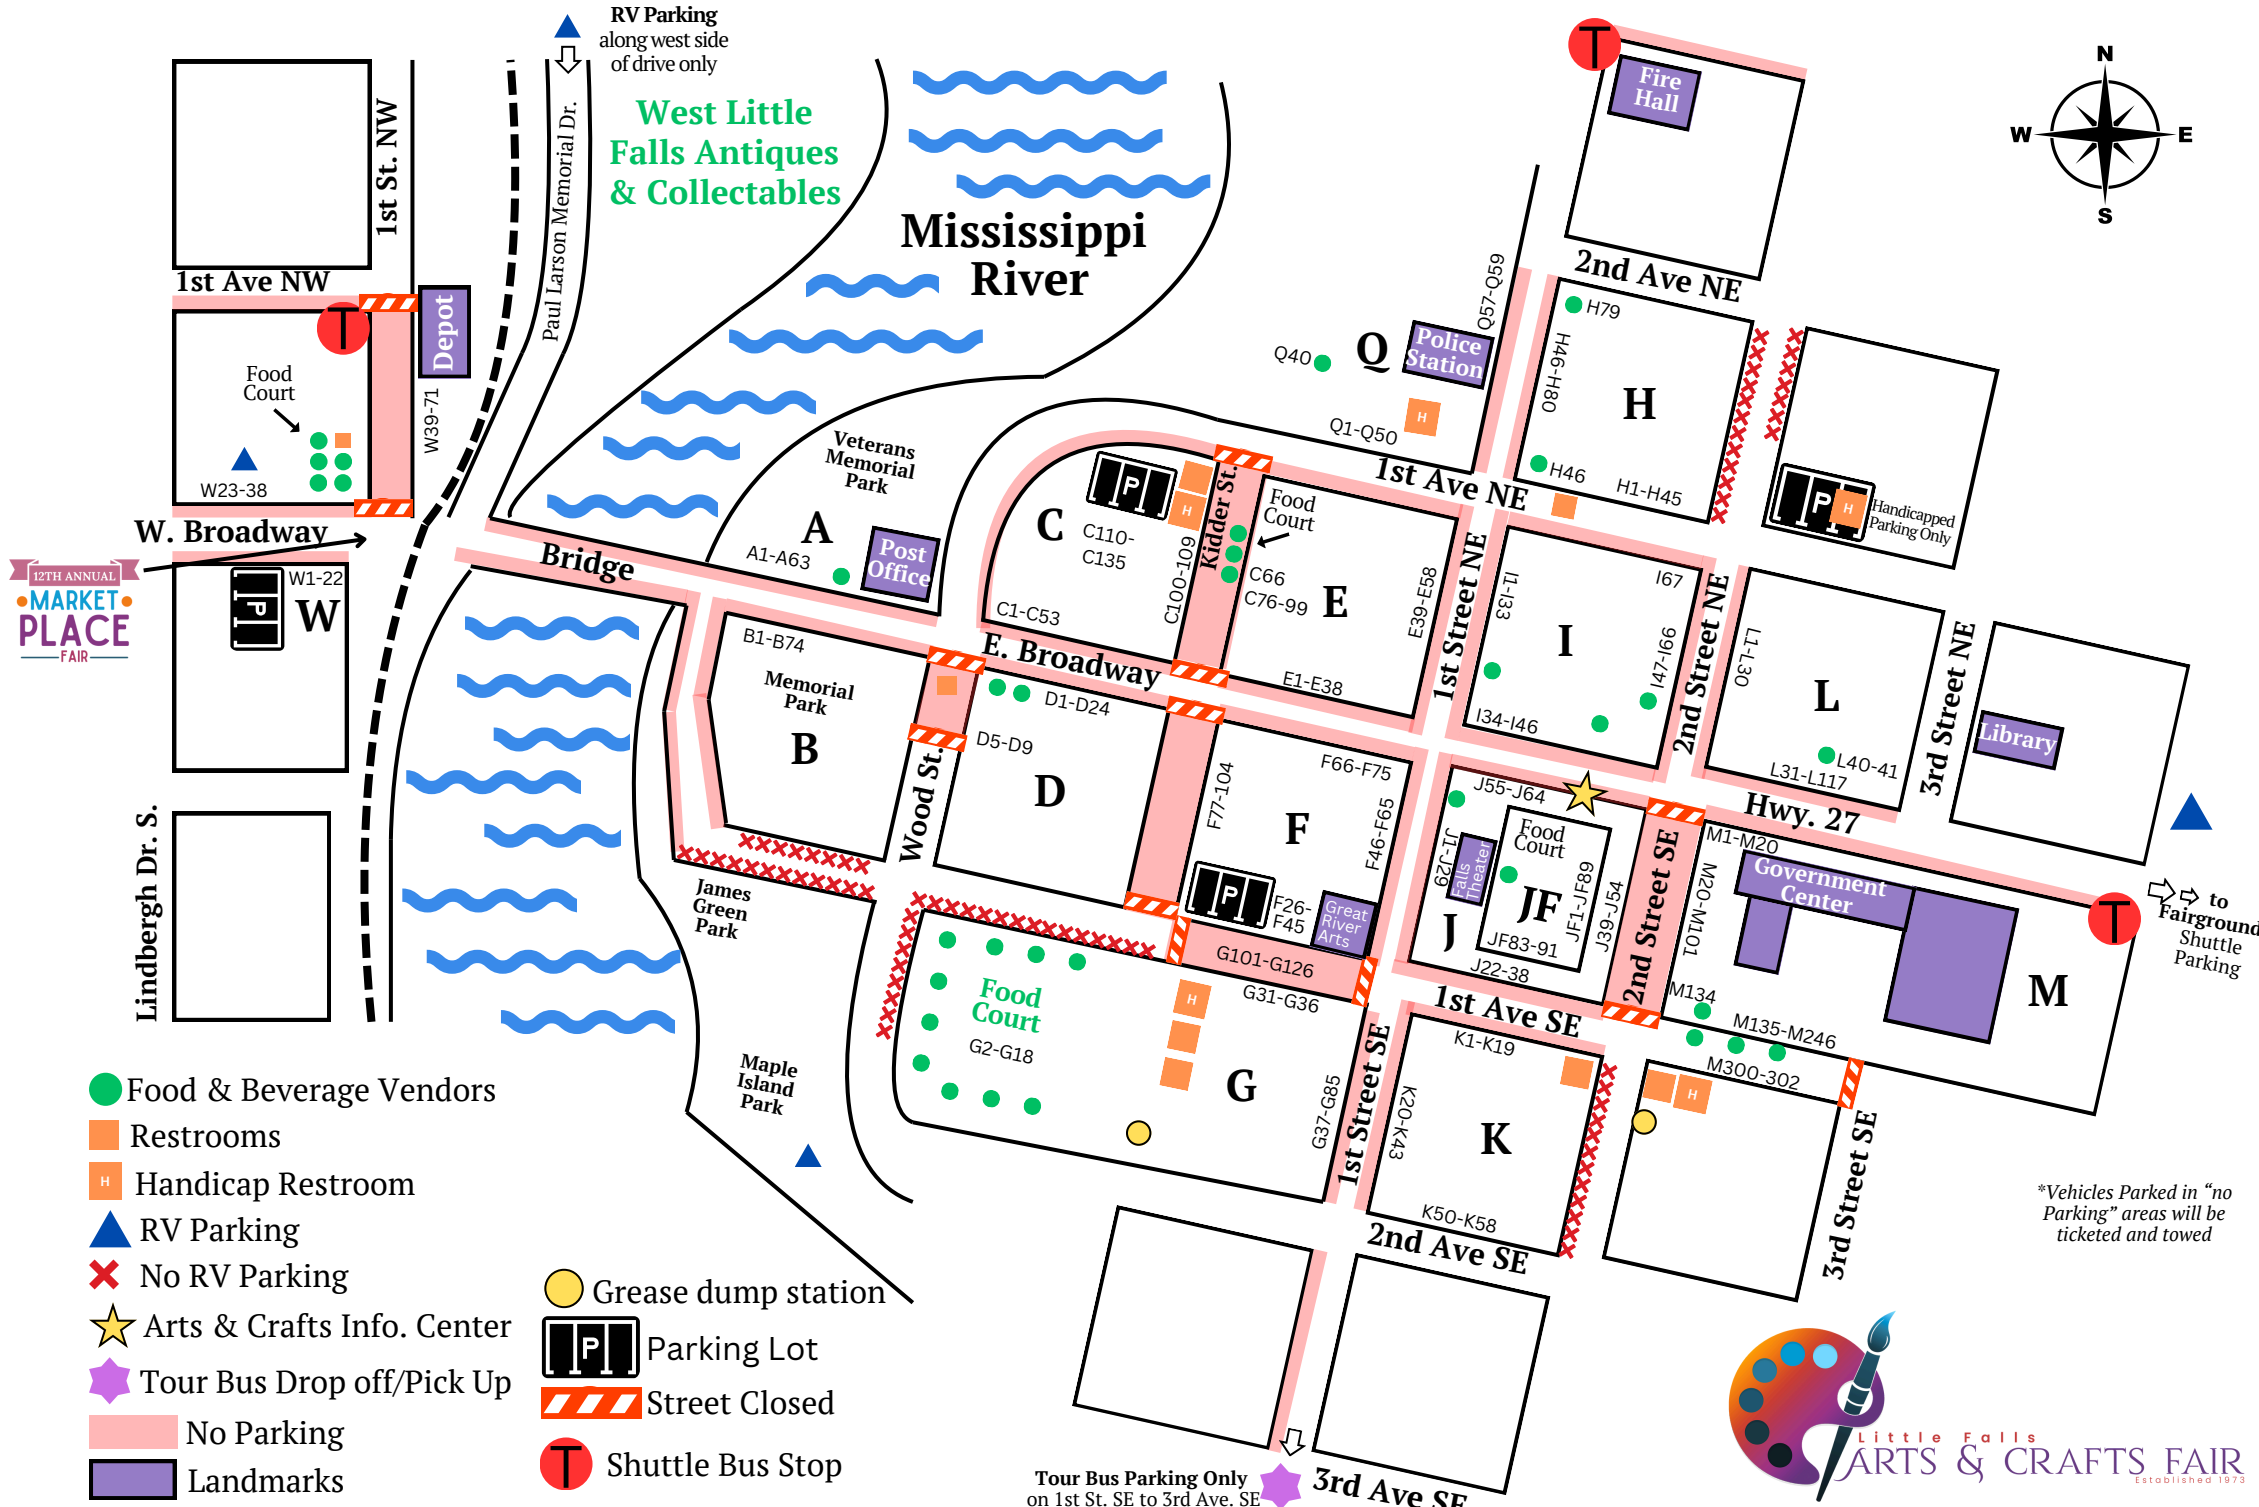 RV Parking
along west side
of drive only
West Little
Falls Antiques
& Collectables
Mississippi
River
Paul Larson Memorial Dr.
1st St. NW
1st Ave NW
T
Depot
Food
Court
W39-71
W23-38
W. Broadway
12TH ANNUAL
MARKET
PLACE
FAIR
P
W1-22
W
Lindbergh Dr. S.
Bridge
Veterans
Memorial
Park
A
A1-A63
Post
Office
B1-B74
Memorial
Park
B
Wood St.
James
Green
Park
Maple
Island
Park
C
P
H
C110-
C135
C100-109
C1-C53
Kidder St.
Food
Court
C66
C76-99
E
E39-E58
E1-E38
E. Broadway
D1-D24
D5-D9
D
F66-F75
F77-104
F
F46-F65
P
F26-
F45
Great
River
Arts
G101-G126
G31-G36
Food
Court
G2-G18
H
G
G37-G85
1st Street SE
T
Fire
Hall
N
W
E
S
2nd Ave NE
Q57-Q59
Q40
Q
Police
Station
H
Q1-Q50
H79
H46-H80
H
H46
H1-H45
1st Ave NE
P
H
Handicapped
Parking Only
1st Street NE
I1-I33
I67
I
I47-I66
I34-I46
2nd Street NE
L1-L30
L
L40-41
L31-L117
3rd Street NE
Library
Hwy. 27
J55-J64
J1-J29
Falls
Theater
Food
Court
JF
JF1-JF89
JF83-91
J39-J54
J
J22-38
2nd Street SE
M1-M20
M20-M101
Government
Center
M
M134
M135-M246
M300-302
T
to
Fairground
Shuttle
Parking
1st Ave SE
K1-K19
K20-K43
K
K50-K58
H
2nd Ave SE
3rd Street SE
*Vehicles Parked in “no
Parking” areas will be
ticketed and towed
Food & Beverage Vendors
Restrooms
H
Handicap Restroom
RV Parking
No RV Parking
Arts & Crafts Info. Center
Tour Bus Drop off/Pick Up
No Parking
Landmarks
Grease dump station
P
Parking Lot
Street Closed
T
Shuttle Bus Stop
Tour Bus Parking Only
on 1st St. SE to 3rd Ave. SE
3rd Ave SE
Little Falls
ARTS & CRAFTS FAIR
Established 1973